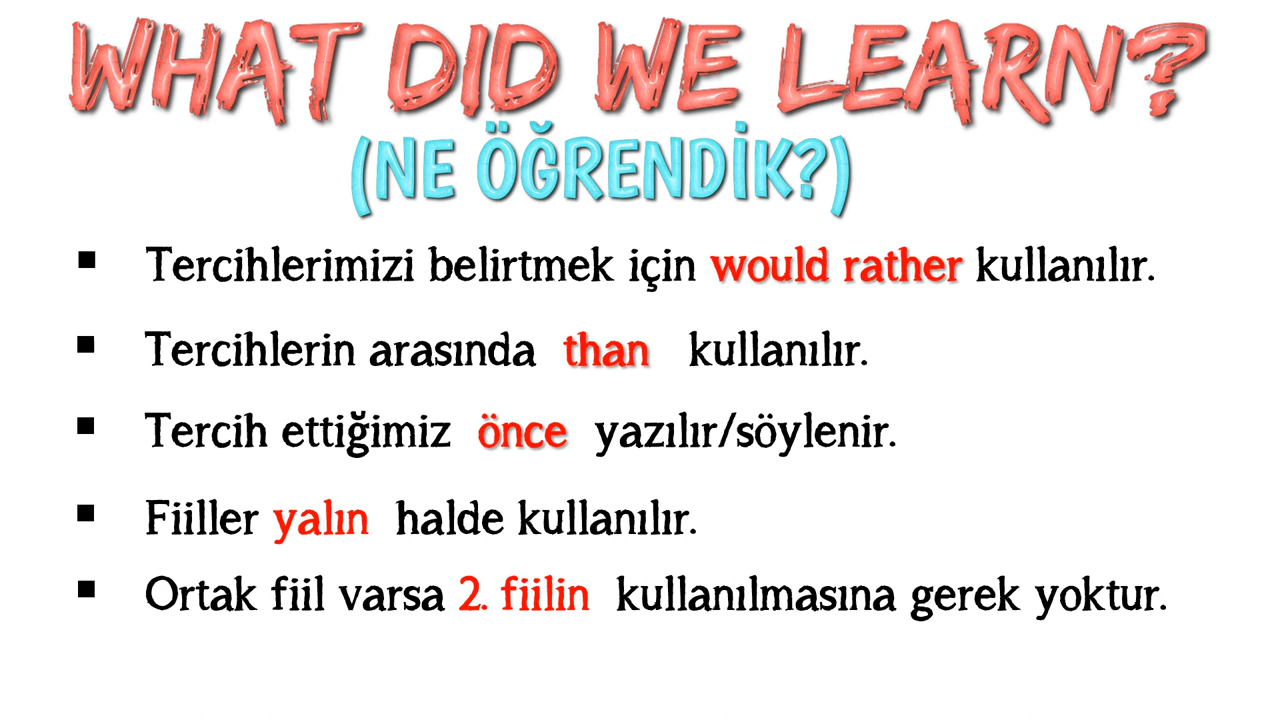 WHAT DID WE LEARN?
(NE ÖĞRENDİK?)
▪ Tercihlerimizi belirtmek için would rather kullanılır.
▪ Tercihlerin arasında than kullanılır.
▪ Tercih ettiğimiz önce yazılır/söylenir.
▪ Fiiller yalın halde kullanılır.
▪ Ortak fiil varsa 2. fiilin kullanılmasına gerek yoktur.